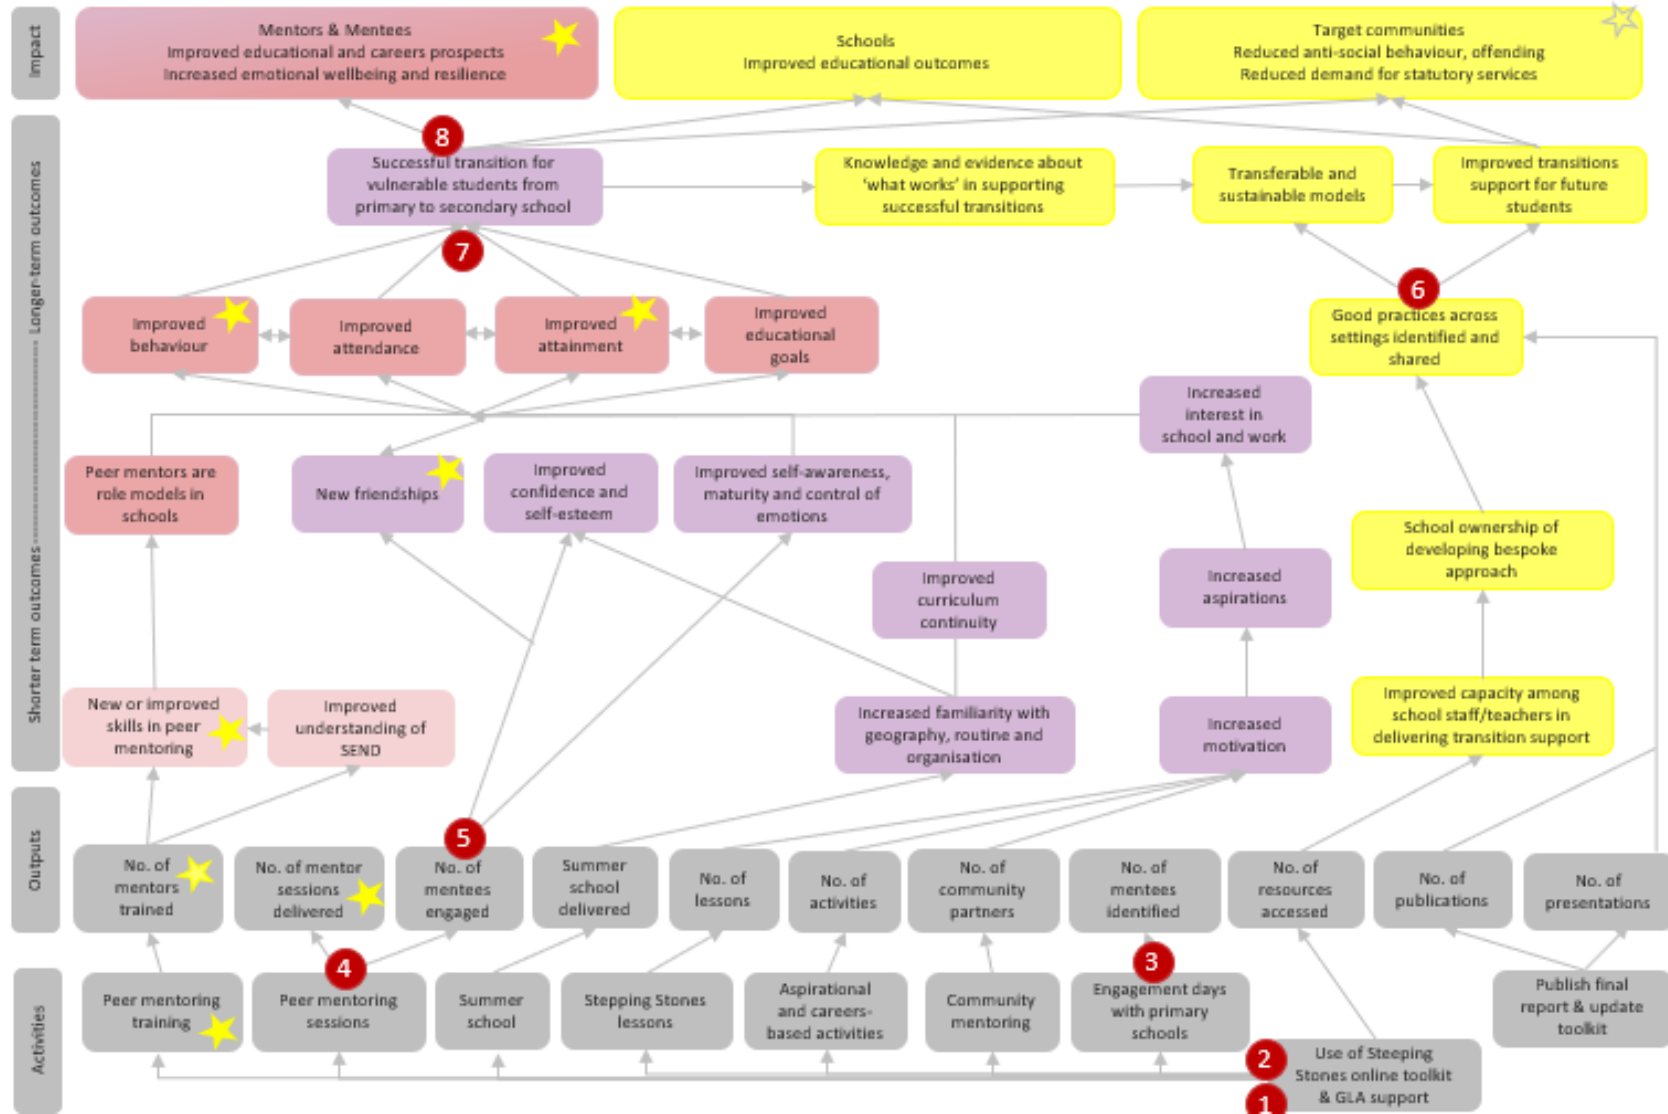 Impact
Mentors & Mentees
Improved educational and careers prospects
Increased emotional wellbeing and resilience
Schools
Improved educational outcomes
Target communities
Reduced anti-social behaviour, offending
Reduced demand for statutory services
Shorter term outcomes ---------------------- Longer-term outcomes
8
Successful transition for
vulnerable students from
primary to secondary school
Knowledge and evidence about
‘what works’ in supporting
successful transitions
Transferable and
sustainable models
Improved transitions
support for future
students
7
6
Improved
behaviour
Improved
attendance
Improved
attainment
Improved
educational
goals
Good practices across
settings identified and
shared
Increased
interest in
school and work
Peer mentors are
role models in
schools
New friendships
Improved
confidence and
self-esteem
Improved self-awareness,
maturity and control of
emotions
School ownership of
developing bespoke
approach
Improved
curriculum
continuity
Increased
aspirations
New or improved
skills in peer
mentoring
Improved
understanding of
SEND
Increased familiarity with
geography, routine and
organisation
Increased
motivation
Improved capacity among
school staff/teachers in
delivering transition support
Outputs
5
No. of
mentors
trained
No. of mentor
sessions
delivered
No. of
mentees
engaged
Summer
school
delivered
No. of
lessons
No. of
activities
No. of
community
partners
No. of
mentees
identified
No. of
resources
accessed
No. of
publications
No. of
presentations
Activities
4
3
Peer mentoring
training
Peer mentoring
sessions
Summer
school
Stepping Stones
lessons
Aspirational
and careers-
based activities
Community
mentoring
Engagement days
with primary
schools
Publish final
report & update
toolkit
2
1
Use of Steeping
Stones online toolkit
& GLA support